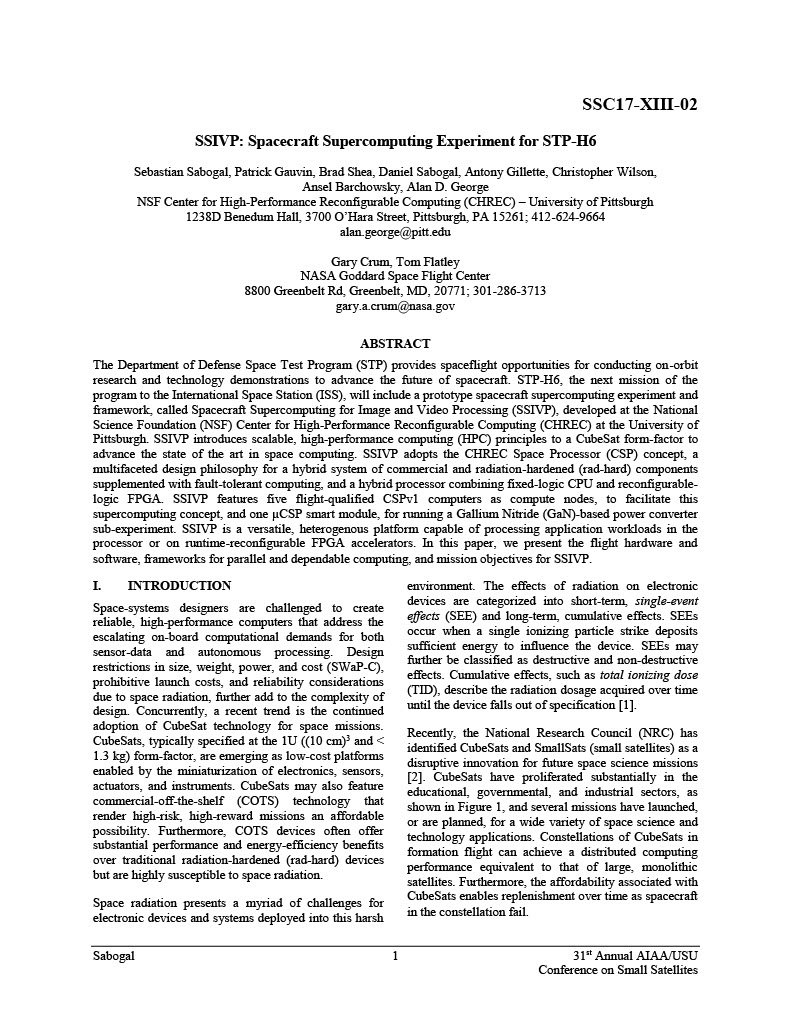 SSC17-XIII-02
SSIVP: Spacecraft Supercomputing Experiment for STP-H6
Sebastian Sabogal, Patrick Gauvin, Brad Shea, Daniel Sabogal, Antony Gillette, Christopher Wilson,
Ansel Barchowsky, Alan D. George
NSF Center for High-Performance Reconfigurable Computing (CHREC) – University of Pittsburgh
1238D Benedum Hall, 3700 O’Hara Street, Pittsburgh, PA 15261; 412-624-9664
alan.george@pitt.edu
Gary Crum, Tom Flatley
NASA Goddard Space Flight Center
8800 Greenbelt Rd, Greenbelt, MD, 20771; 301-286-3713
gary.a.crum@nasa.gov
ABSTRACT
The Department of Defense Space Test Program (STP) provides spaceflight opportunities for conducting on-orbit
research and technology demonstrations to advance the future of spacecraft. STP-H6, the next mission of the
program to the International Space Station (ISS), will include a prototype spacecraft supercomputing experiment and
framework, called Spacecraft Supercomputing for Image and Video Processing (SSIVP), developed at the National
Science Foundation (NSF) Center for High-Performance Reconfigurable Computing (CHREC) at the University of
Pittsburgh. SSIVP introduces scalable, high-performance computing (HPC) principles to a CubeSat form-factor to
advance the state of the art in space computing. SSIVP adopts the CHREC Space Processor (CSP) concept, a
multifaceted design philosophy for a hybrid system of commercial and radiation-hardened (rad-hard) components
supplemented with fault-tolerant computing, and a hybrid processor combining fixed-logic CPU and reconfigurable-
logic FPGA. SSIVP features five flight-qualified CSPv1 computers as compute nodes, to facilitate this
supercomputing concept, and one µCSP smart module, for running a Gallium Nitride (GaN)-based power converter
sub-experiment. SSIVP is a versatile, heterogenous platform capable of processing application workloads in the
processor or on runtime-reconfigurable FPGA accelerators. In this paper, we present the flight hardware and
software, frameworks for parallel and dependable computing, and mission objectives for SSIVP.
I. INTRODUCTION
Space-systems designers are challenged to create
reliable, high-performance computers that address the
escalating on-board computational demands for both
sensor-data and autonomous processing. Design
restrictions in size, weight, power, and cost (SWaP-C),
prohibitive launch costs, and reliability considerations
due to space radiation, further add to the complexity of
design. Concurrently, a recent trend is the continued
adoption of CubeSat technology for space missions.
CubeSats, typically specified at the 1U ((10 cm)³ and <
1.3 kg) form-factor, are emerging as low-cost platforms
enabled by the miniaturization of electronics, sensors,
actuators, and instruments. CubeSats may also feature
commercial-off-the-shelf (COTS) technology that
render high-risk, high-reward missions an affordable
possibility. Furthermore, COTS devices often offer
substantial performance and energy-efficiency benefits
over traditional radiation-hardened (rad-hard) devices
but are highly susceptible to space radiation.
Space radiation presents a myriad of challenges for
electronic devices and systems deployed into this harsh
environment. The effects of radiation on electronic
devices are categorized into short-term, single-event
effects (SEE) and long-term, cumulative effects. SEEs
occur when a single ionizing particle strike deposits
sufficient energy to influence the device. SEEs may
further be classified as destructive and non-destructive
effects. Cumulative effects, such as total ionizing dose
(TID), describe the radiation dosage acquired over time
until the device falls out of specification [1].
Recently, the National Research Council (NRC) has
identified CubeSats and SmallSats (small satellites) as a
disruptive innovation for future space science missions
[2]. CubeSats have proliferated substantially in the
educational, governmental, and industrial sectors, as
shown in Figure 1, and several missions have launched,
or are planned, for a wide variety of space science and
technology applications. Constellations of CubeSats in
formation flight can achieve a distributed computing
performance equivalent to that of large, monolithic
satellites. Furthermore, the affordability associated with
CubeSats enables replenishment over time as spacecraft
in the constellation fail.
Sabogal 1 31st Annual AIAA/USU
Conference on Small Satellites